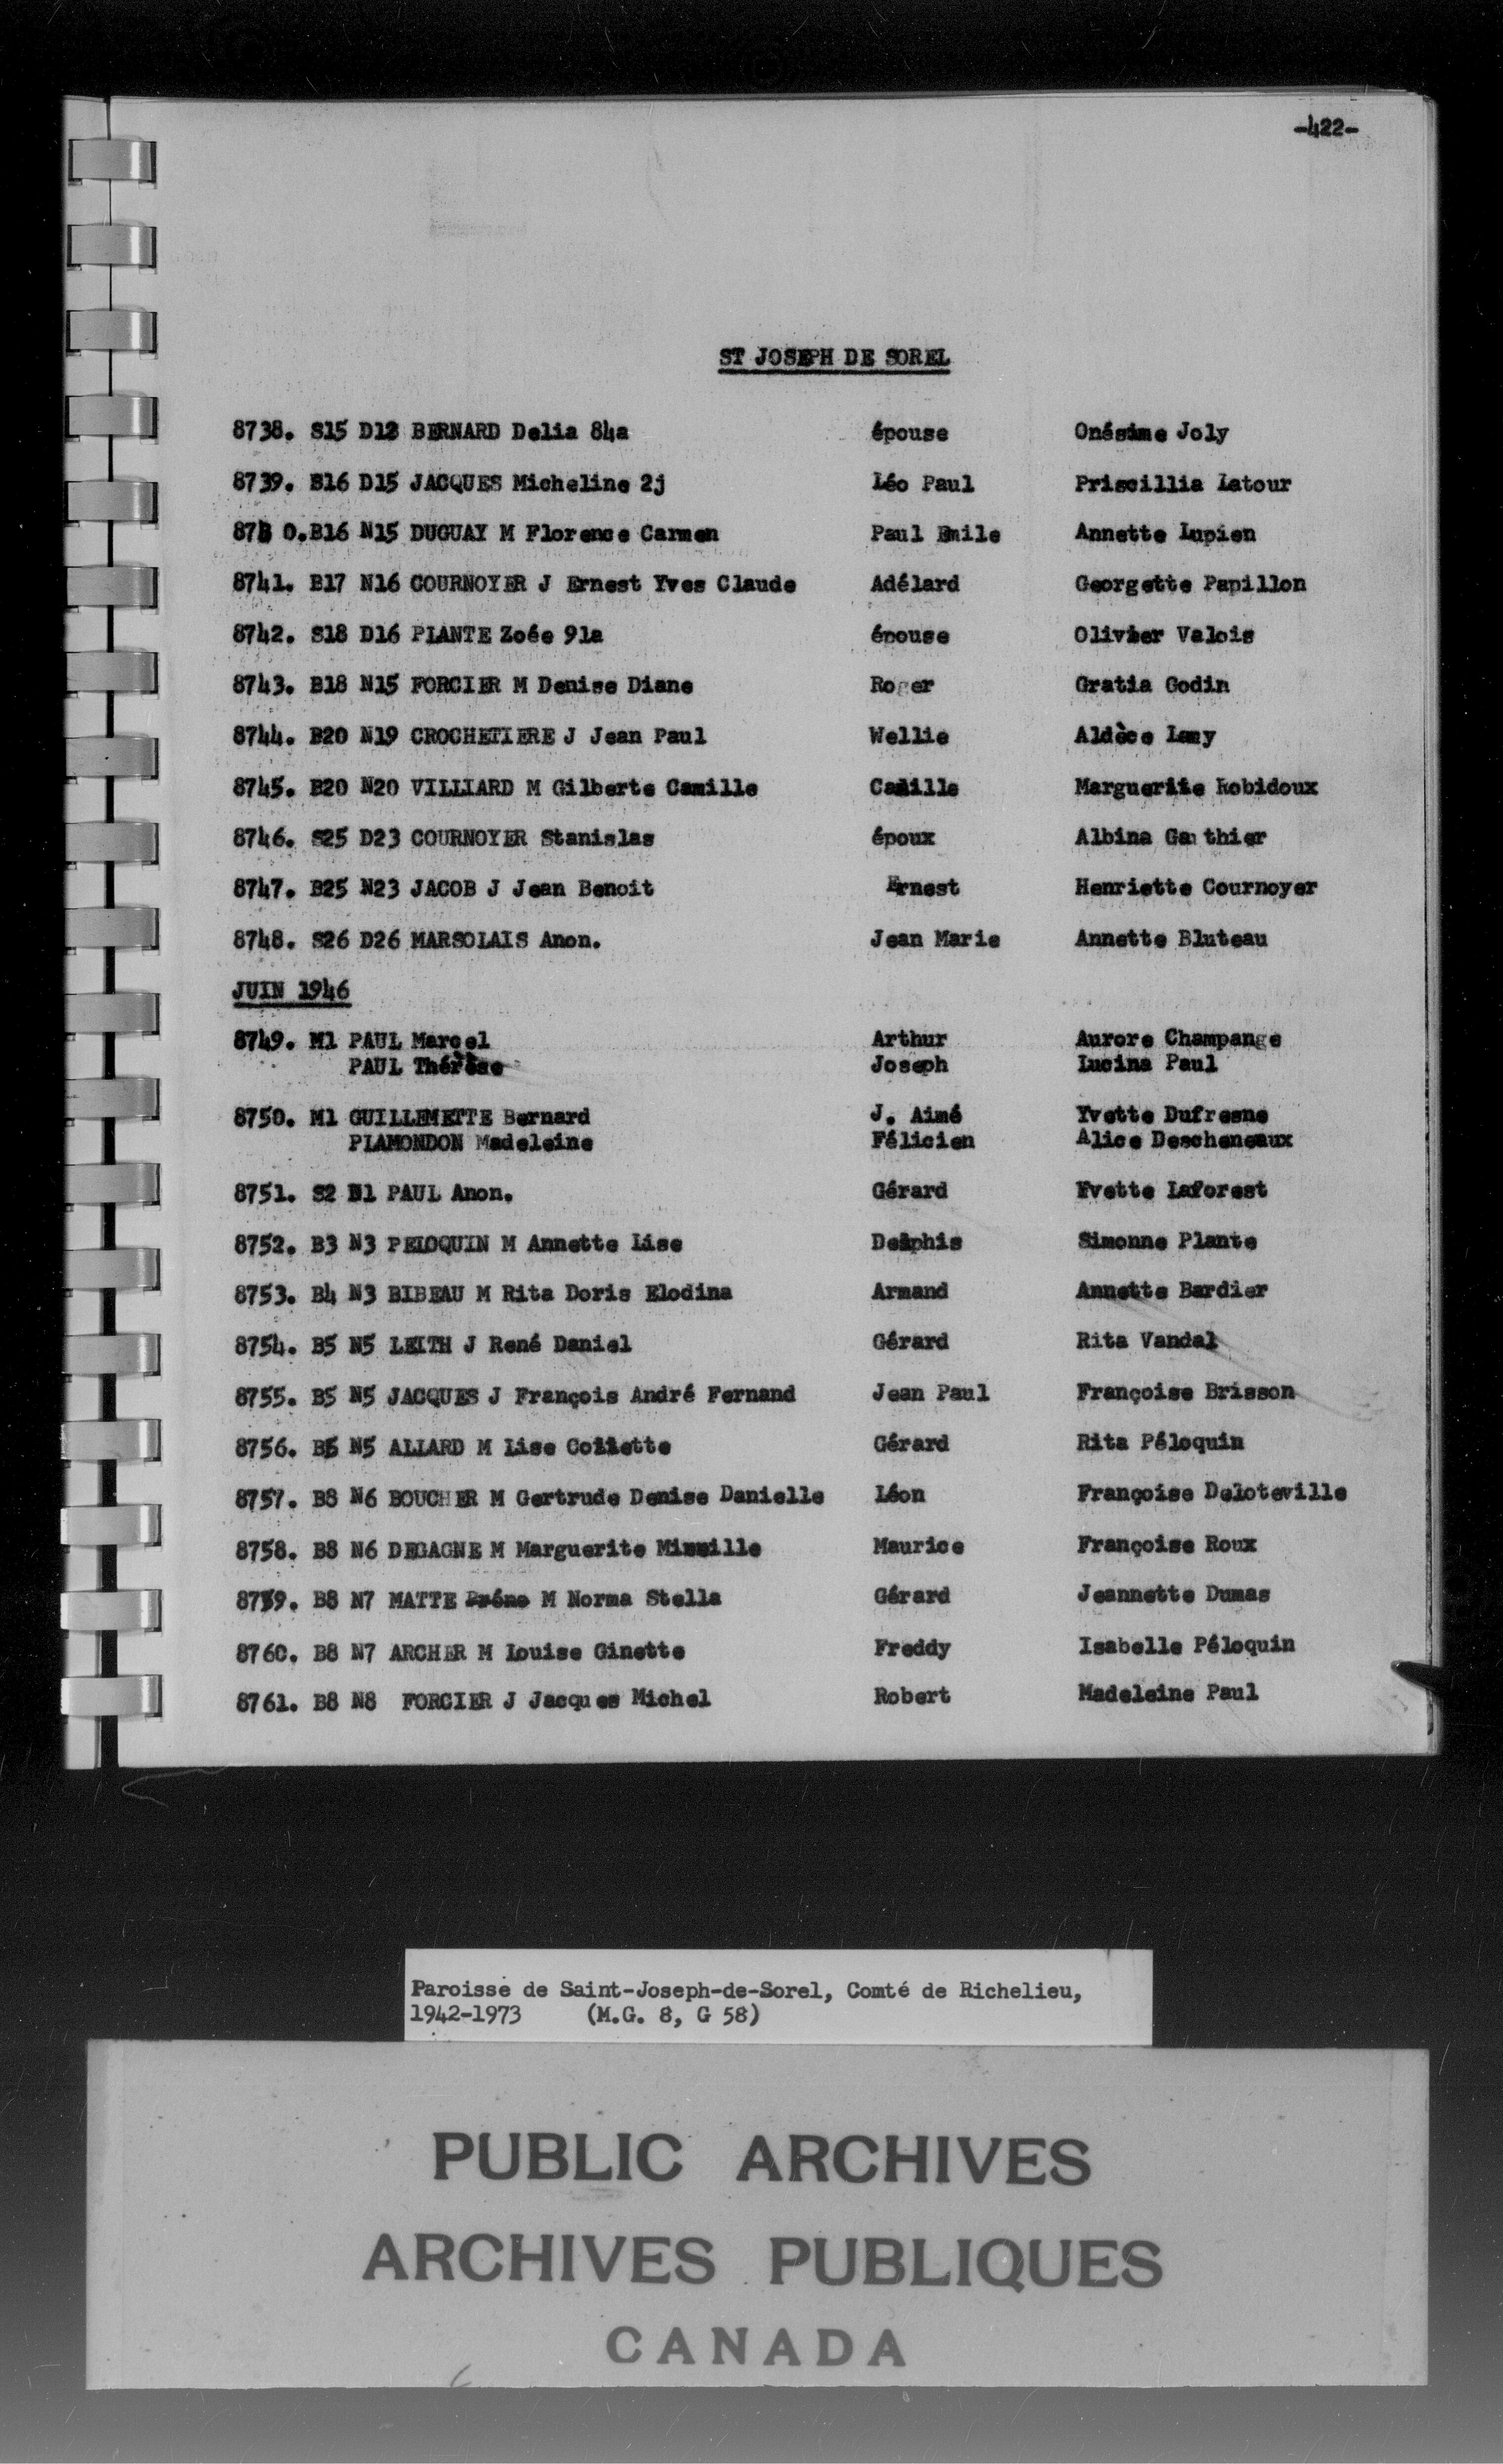 -422-
ST JOSEPH DE SOREL
8738. S15 D12 BERNARD Delia 84a épouse Onésime Joly
8739. S16 D15 JACQUES Micheline 2j Léo Paul Priscillia Latour
8740. B16 N15 DUGUAY M Florence Carmen Paul Emile Annette Lupien
8741. B17 N16 COURNOYER J Ernest Yves Claude Adélard Georgette Papillon
8742. S18 D16 PLANTE Zoée 91a épouse Olivier Valois
8743. B18 N15 FORCIER M Denise Diane Roger Gratia Godin
8744. B20 N19 CROCHETIERE J Jean Paul Wellie Aldèce Lamy
8745. B20 N20 VILLIARD M Gilberte Camille Camille Marguerite Robidoux
8746. S25 D23 COURNOYER Stanislas époux Albina Gauthier
8747. B25 N23 JACOB J Jean Benoit Ernest Henriette Cournoyer
8748. S26 D26 MARSOLAIS Anon. Jean Marie Annette Bluteau
JUIN 1946
8749. M1 PAUL Marcel Arthur Aurore Champange
PAUL Thérèse Joseph Lucina Paul
8750. M1 GUILLEMETTE Bernard J. Aimé Yvette Dufresne
PLAMONDON Madeleine Félicien Alice Descheneaux
8751. S2 D1 PAUL Anon. Gérard Yvette Laforest
8752. B3 N3 PELOQUIN M Annette Lise Delphis Simonne Plante
8753. B4 N3 BIBEAU M Rita Doris Elodina Armand Annette Bardier
8754. B5 N5 LEITH J René Daniel Gérard Rita Vandal
8755. B5 N5 JACQUES J François André Fernand Jean Paul Françoise Brisson
8756. B5 N5 ALLARD M Lise Collette Gérard Rita Péloquin
8757. B8 N6 BOUCHER M Gertrude Denise Danielle Léon Françoise Deloteville
8758. B8 N6 DEGAGNE M Marguerite Maurice Françoise Roux
8759. B8 N7 MATTE M Norma Stella Gérard Jeannette Dumas
8760. B8 N7 ARCHER M Louise Ginette Freddy Isabelle Péloquin
8761. B8 N8 FORCIER J Jacques Michel Robert Madeleine Paul
Paroisse de Saint-Joseph-de-Sorel, Comté de Richelieu,
1942-1973 (M.G. 8, G 58)
PUBLIC ARCHIVES
ARCHIVES PUBLIQUES
CANADA